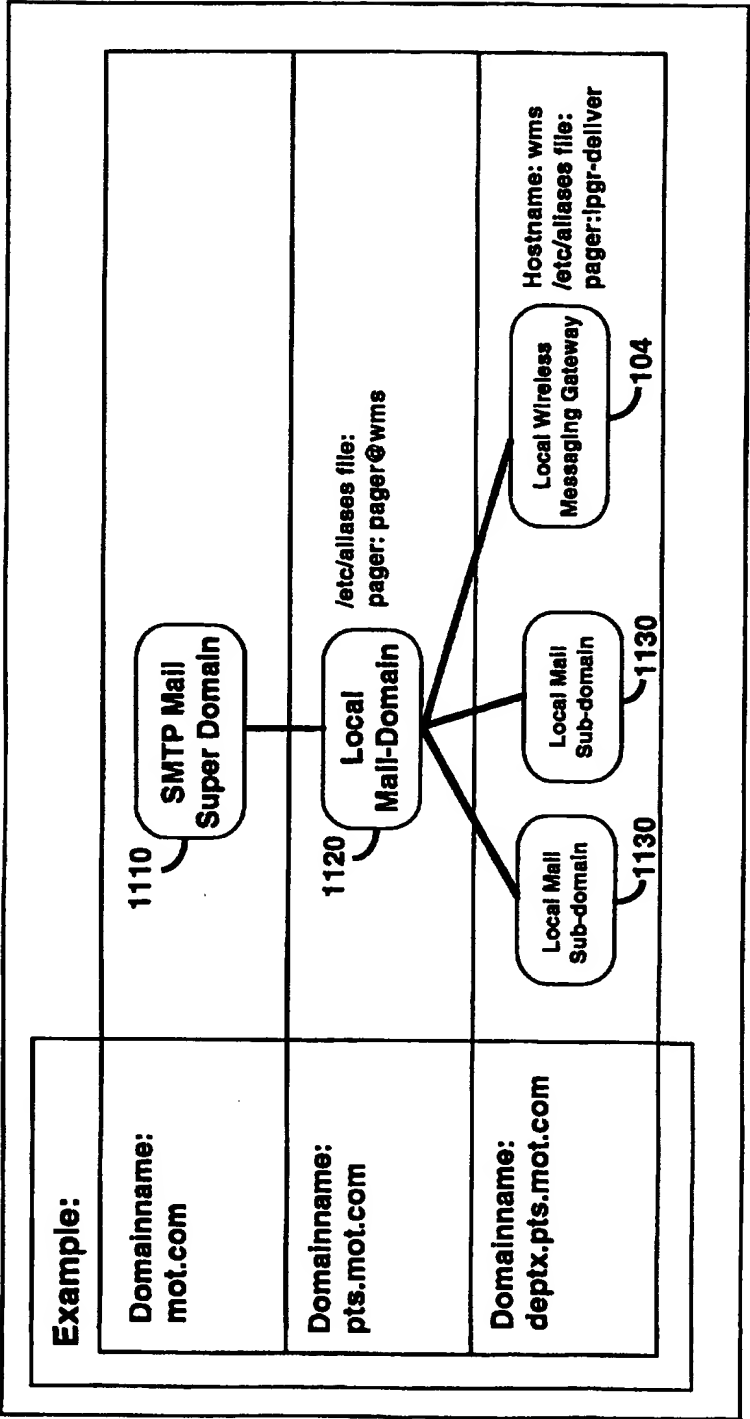 Example:
Domainname:
mot.com
1110
SMTP Mail
Super Domain
Domainname:
pts.mot.com
1120
Local
Mail-Domain
/etc/aliases file:
pager: pager@wms
Domainname:
deptx.pts.mot.com
Local Mail
Sub-domain
1130
Local Mail
Sub-domain
1130
Local Wireless
Messaging Gateway
104
Hostname: wms
/etc/aliases file:
pager:lpgr-deliver